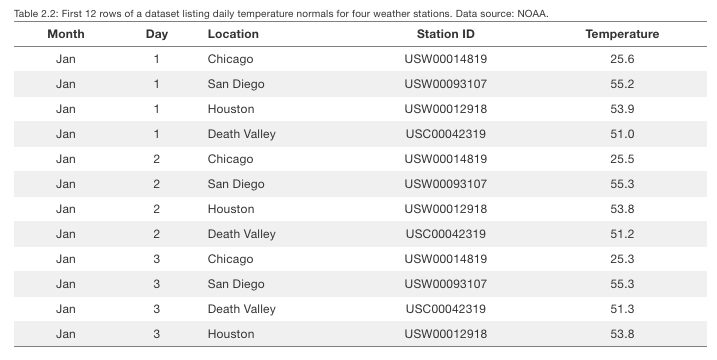 Table 2.2: First 12 rows of a dataset listing daily temperature normals for four weather stations. Data source: NOAA.
Month Day Location Station ID Temperature
Jan 1 Chicago USW00014819 25.6
Jan 1 San Diego USW00093107 55.2
Jan 1 Houston USW00012918 53.9
Jan 1 Death Valley USC00042319 51.0
Jan 2 Chicago USW00014819 25.5
Jan 2 San Diego USW00093107 55.3
Jan 2 Houston USW00012918 53.8
Jan 2 Death Valley USC00042319 51.2
Jan 3 Chicago USW00014819 25.3
Jan 3 San Diego USW00093107 55.3
Jan 3 Death Valley USC00042319 51.3
Jan 3 Houston USW00012918 53.8